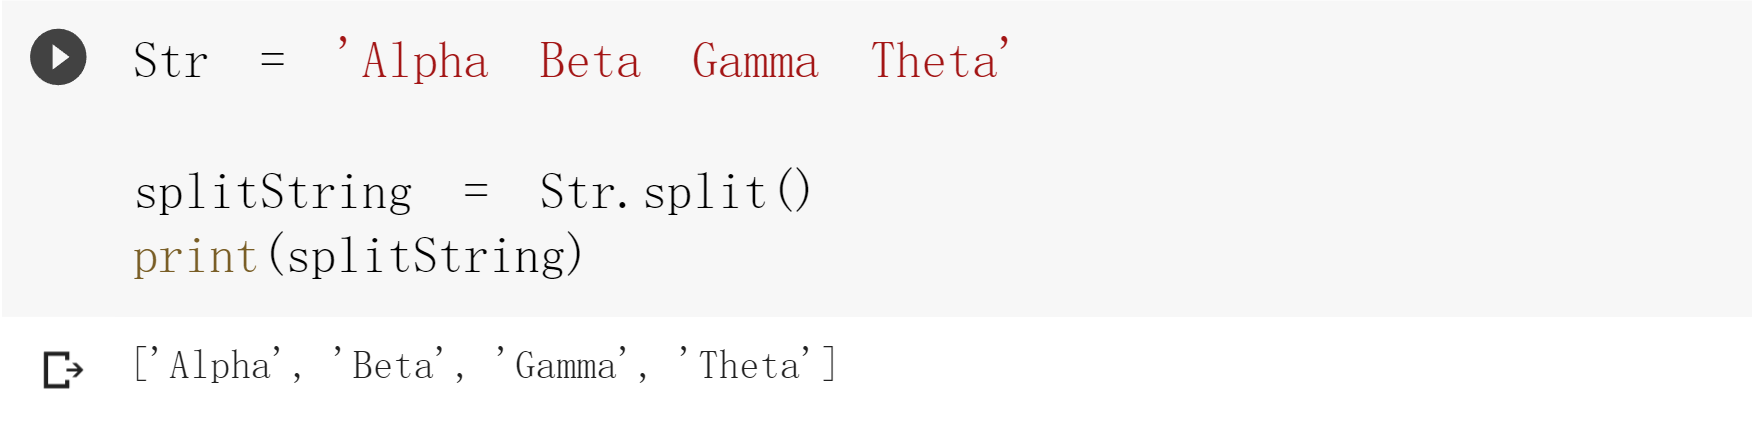 Str = 'Alpha Beta Gamma Theta'
splitString = Str.split()
print(splitString)
['Alpha', 'Beta', 'Gamma', 'Theta']